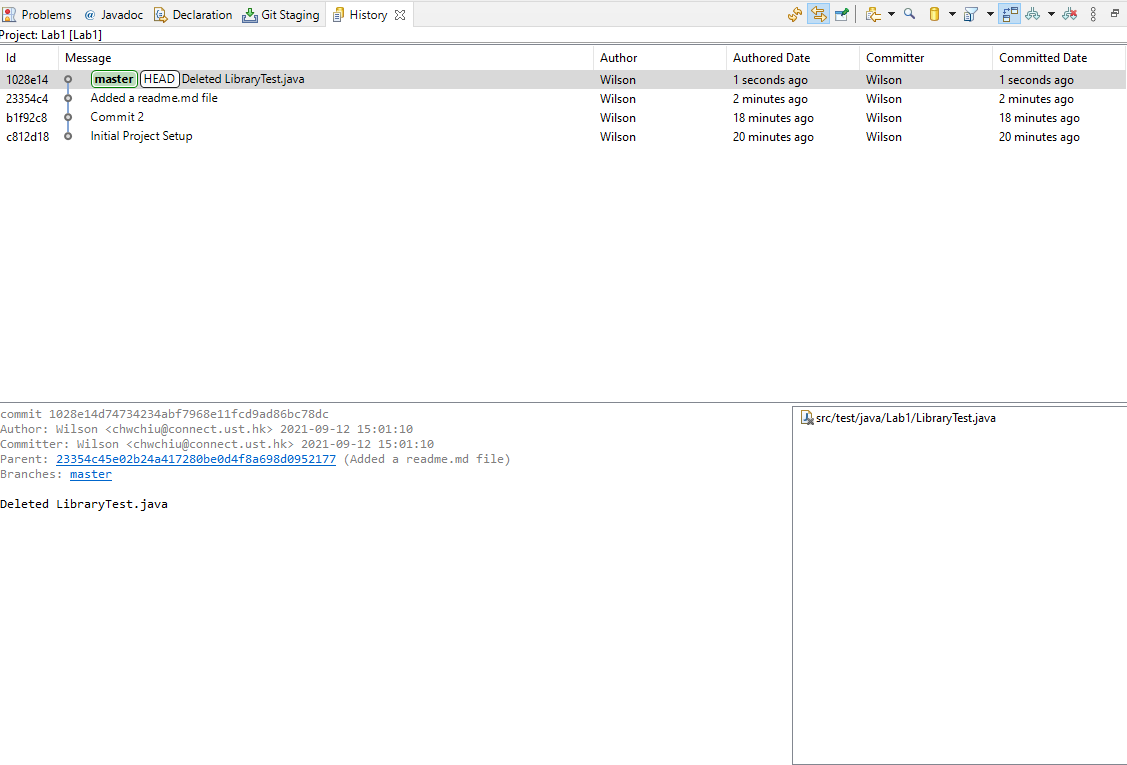 Problems @ Javadoc Declaration Git Staging History
Project: Lab1 [Lab1]
Id Message Author Authored Date Committer Committed Date
1028e14 master HEAD Deleted LibraryTest.java Wilson 1 seconds ago Wilson 1 seconds ago
23354c4 Added a readme.md file Wilson 2 minutes ago Wilson 2 minutes ago
b1f92c8 Commit 2 Wilson 18 minutes ago Wilson 18 minutes ago
c812d18 Initial Project Setup Wilson 20 minutes ago Wilson 20 minutes ago
commit 1028e14d74734234abf7968e11fcd9ad86bc78dc
Author: Wilson <chwchiu@connect.ust.hk> 2021-09-12 15:01:10
Committer: Wilson <chwchiu@connect.ust.hk> 2021-09-12 15:01:10
Parent: 23354c45e02b24a417280be0d4f8a698d0952177 (Added a readme.md file)
Branches: master
Deleted LibraryTest.java
src/test/java/Lab1/LibraryTest.java